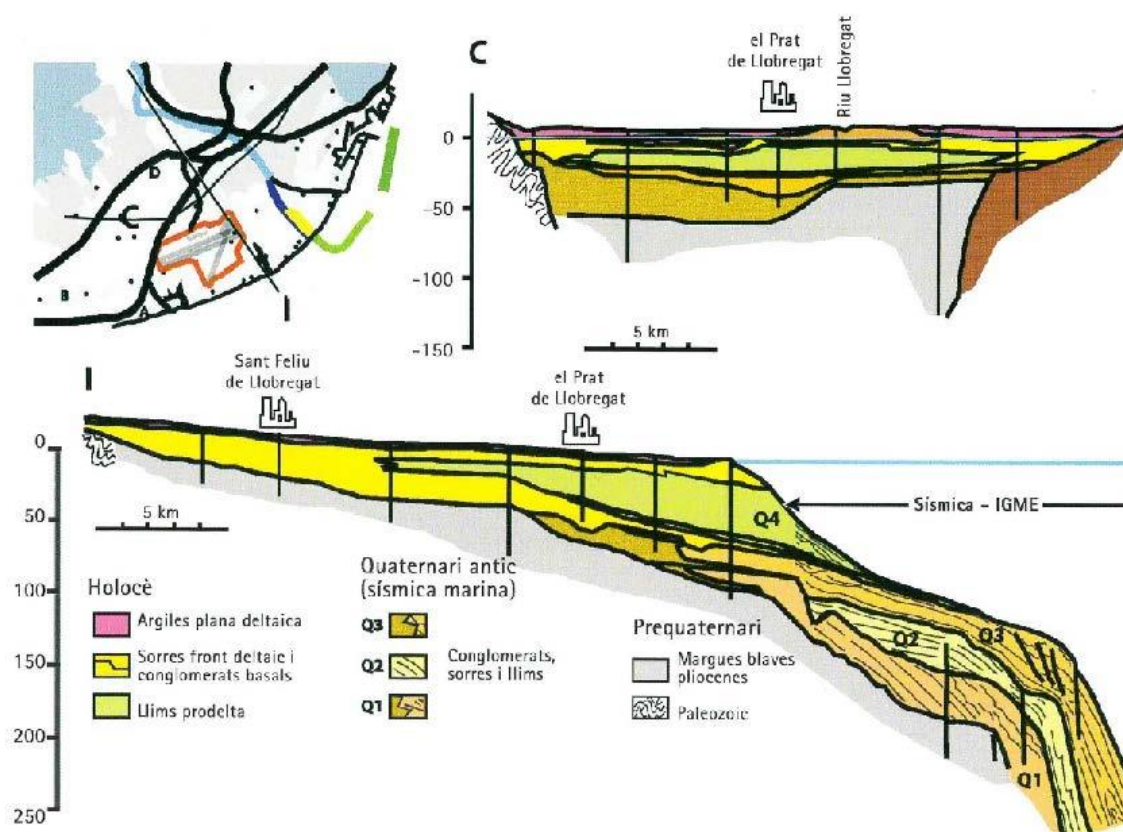 D
C
B
A
I
C
el Prat
de Llobregat
Riu Llobregat
0
-50
-100
-150
5 km
I
Sant Feliu
de Llobregat
el Prat
de Llobregat
0
50
100
150
200
250
5 km
Sísmica - IGME
Q4
Q3
Q2
Q1
Holocè
Argiles plana deltaica
Sorres front deltaic i
conglomerats basals
Llims prodelta
Quaternari antic
(sísmica marina)
Q3
Q2
Q1
Conglomerats,
sorres i llims
Prequaternari
Margues blaves
pliocenes
Paleozoic